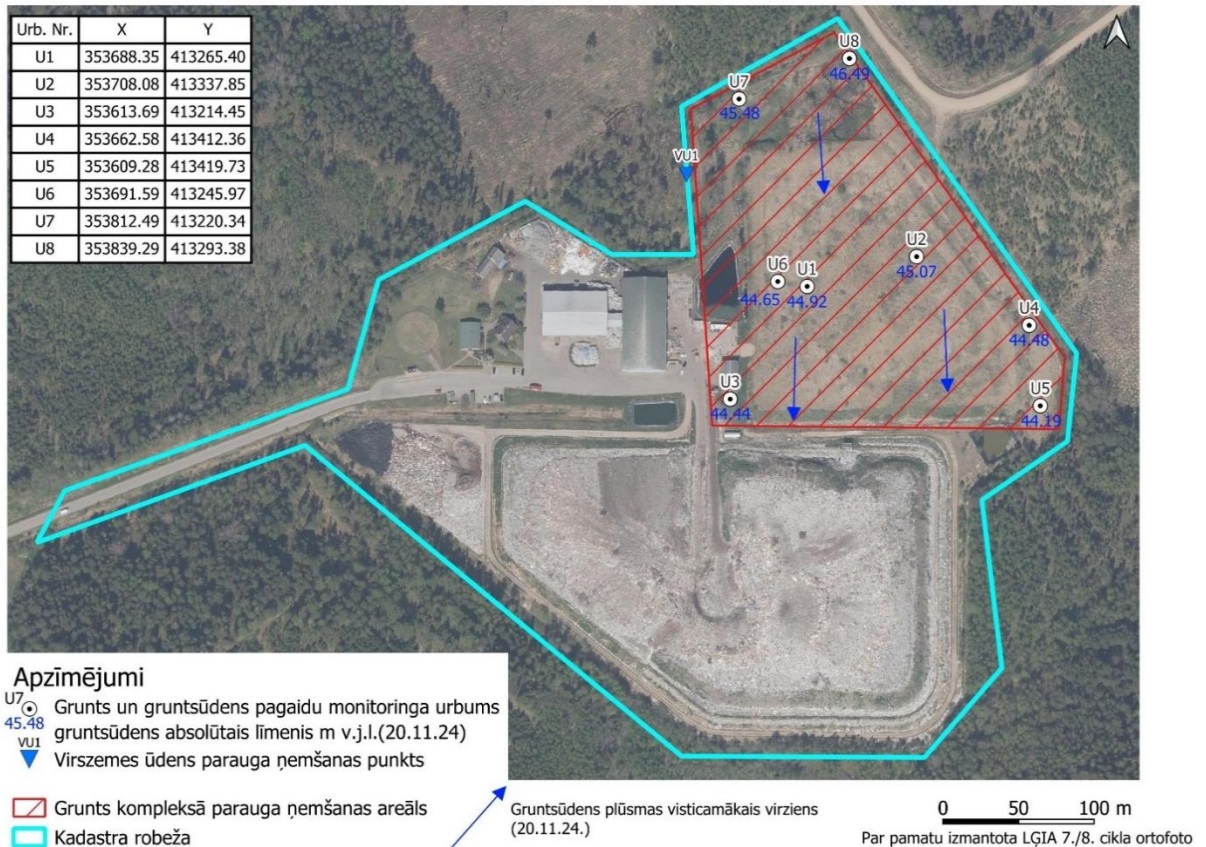 Urb. Nr. X Y
U1 353688.35 413265.40
U2 353708.08 413337.85
U3 353613.69 413214.45
U4 353662.58 413412.36
U5 353609.28 413419.73
U6 353691.59 413245.97
U7 353812.49 413220.34
U8 353839.29 413293.38
U8
46.49
U7
45.48
VU1
U2
45.07
U6 U1
44.65 44.92
U4
44.48
U3
44.44
U5
44.19
Apzīmējumi
U7
45.48
Grunts un gruntsūdens pagaidu monitoringa urbums
gruntsūdens absolūtais līmenis m v.j.l.(20.11.24)
VU1
Virszemes ūdens parauga ņemšanas punkts
Grunts kompleksā parauga ņemšanas areāls
Kadastra robeža
Gruntsūdens plūsmas visticamākais virziens
(20.11.24.)
0 50 100 m
Par pamatu izmantota LĢIA 7./8. cikla ortofoto